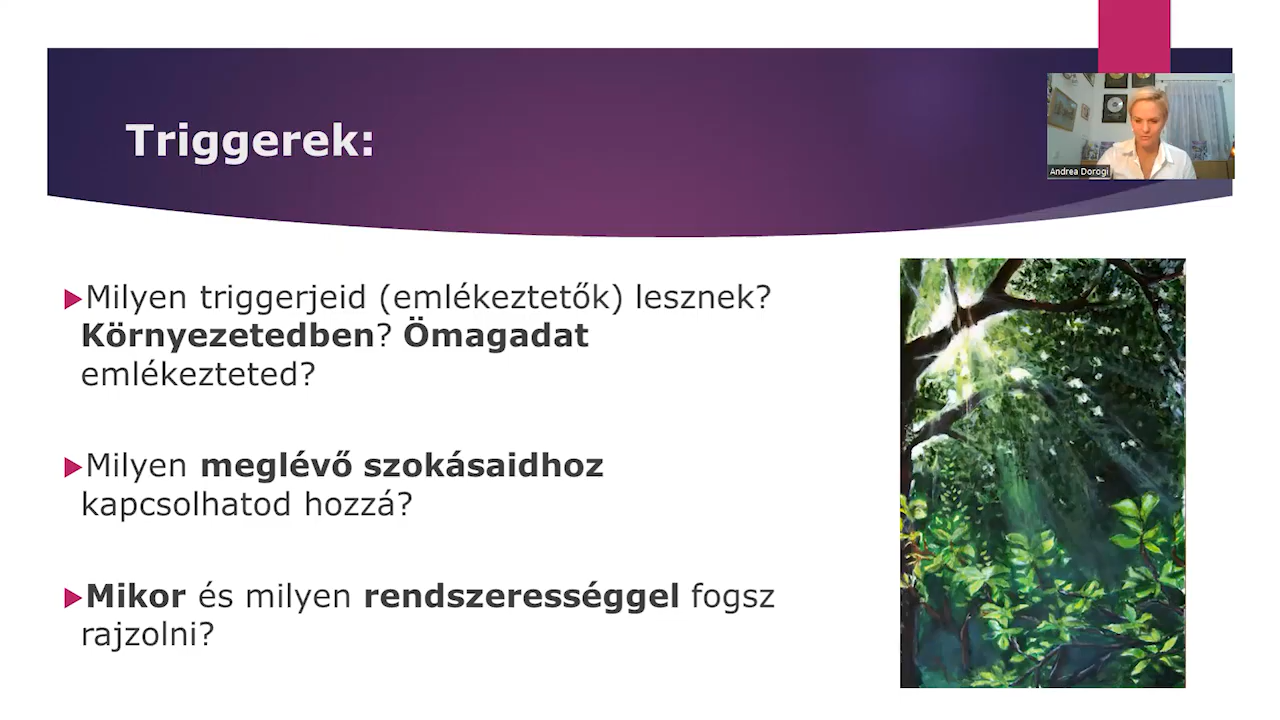 Triggerek:
Andrea Dorogi
Milyen triggerjeid (emlékeztetők) lesznek?
Környezetedben? Ömagadat
emlékezteted?
Milyen meglévő szokásaidhoz
kapcsolhatod hozzá?
Mikor és milyen rendszerességgel fogsz
rajzolni?